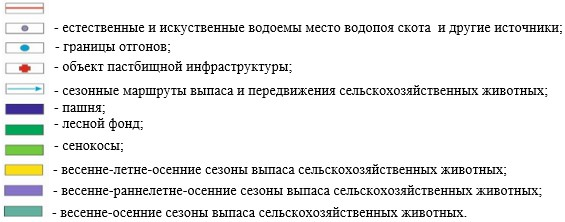 - естественные и искуственные водоемы место водопоя скота и другие источники;
- границы отгонов;
- объект пастбищной инфраструктуры;
- сезонные маршруты выпаса и передвижения сельскохозяйственных животных;
- пашня;
- лесной фонд;
- сенокосы;
- весенне-летне-осенние сезоны выпаса сельскохозяйственных животных;
- весенне-раннелетне-осенние сезоны выпаса сельскохозяйственных животных;
- весенне-осенние сезоны выпаса сельскохозяйственных животных.